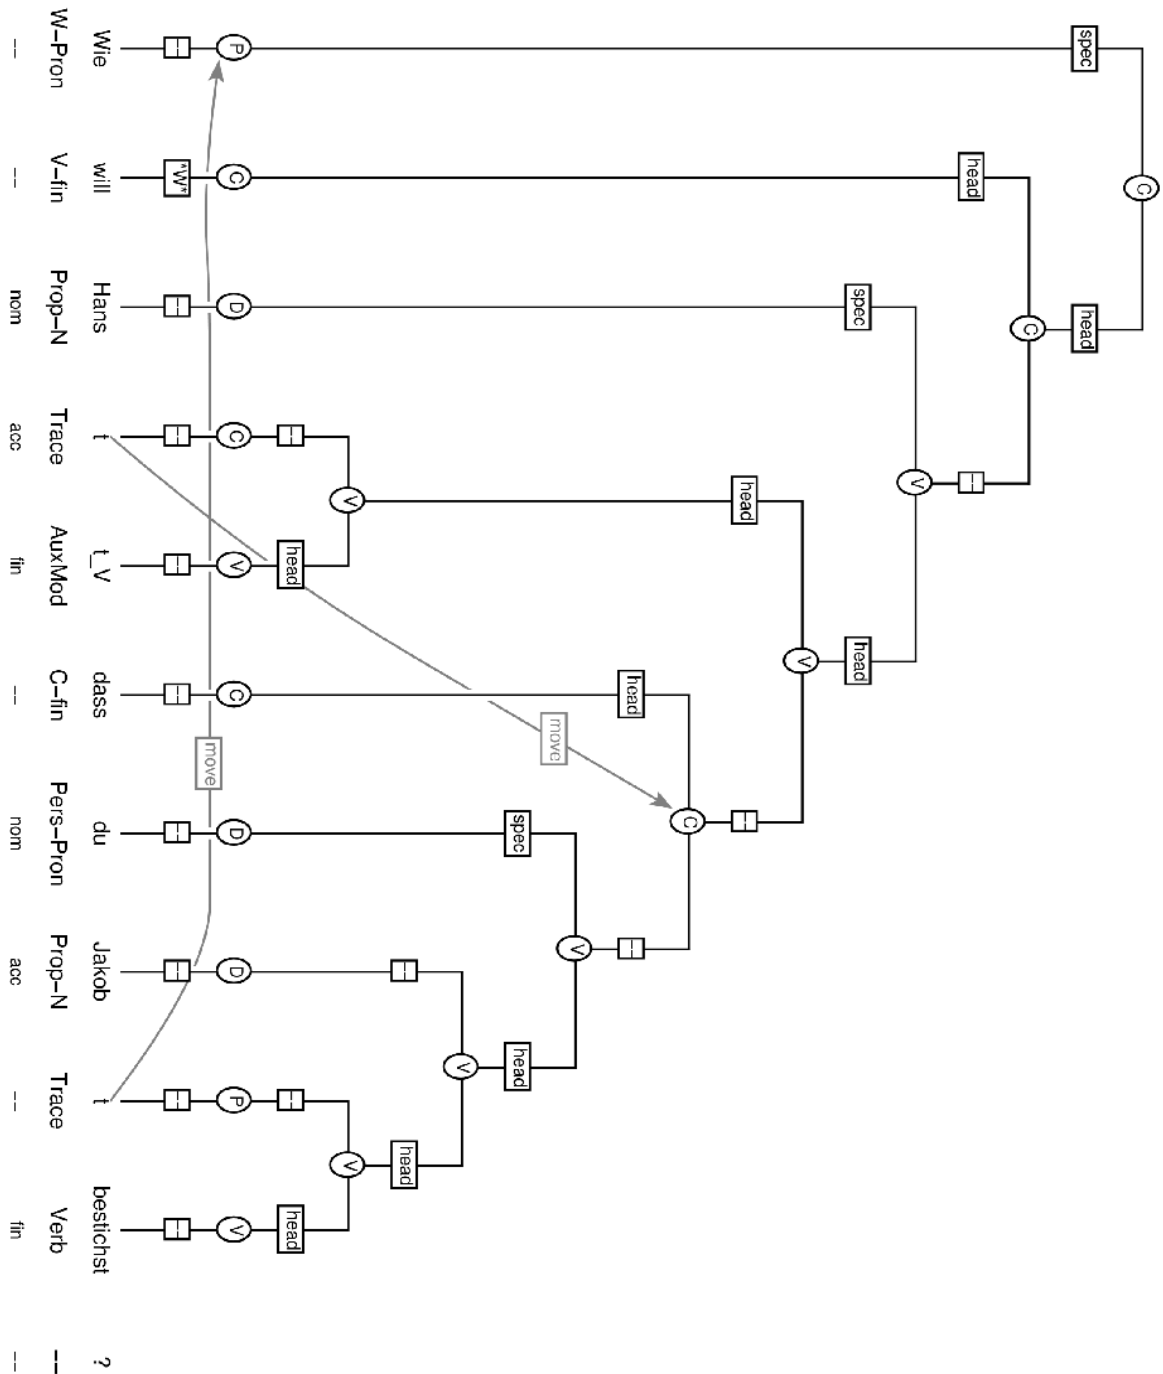 C
spec head
C
head --
V
spec head
V
head --
C
head --
V
move
spec head
V
-- head
V V
-- head -- head
P C D C V C D D P V
move
-- *W* -- -- -- -- -- -- -- --
Wie will Hans t t_V dass du Jakob t bestichst ?
W-Pron V-fin Prop-N Trace AuxMod C-fin Pers-Pron Prop-N Trace Verb --
-- -- nom acc fin -- nom acc -- fin --